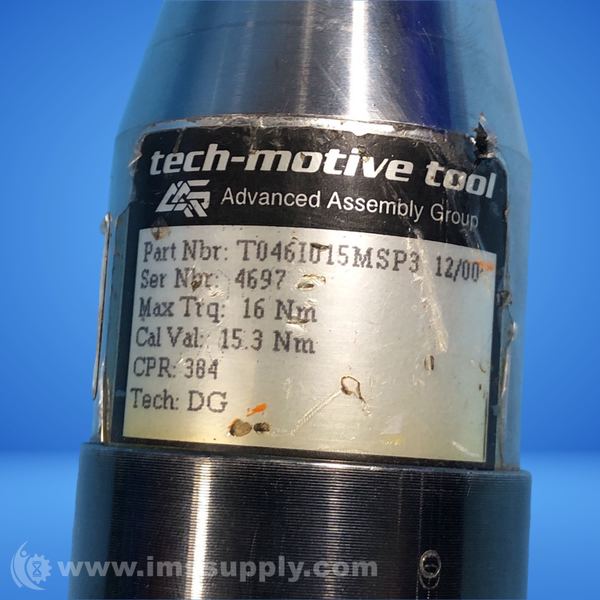 tech-motive tool
Advanced Assembly Group
Part Nbr: T046I015MSP3 12/00
Ser Nbr: 4697
Max Trq: 16 Nm
Cal Val: 15.3 Nm
CPR: 384
Tech: DG
www.imssupply.com